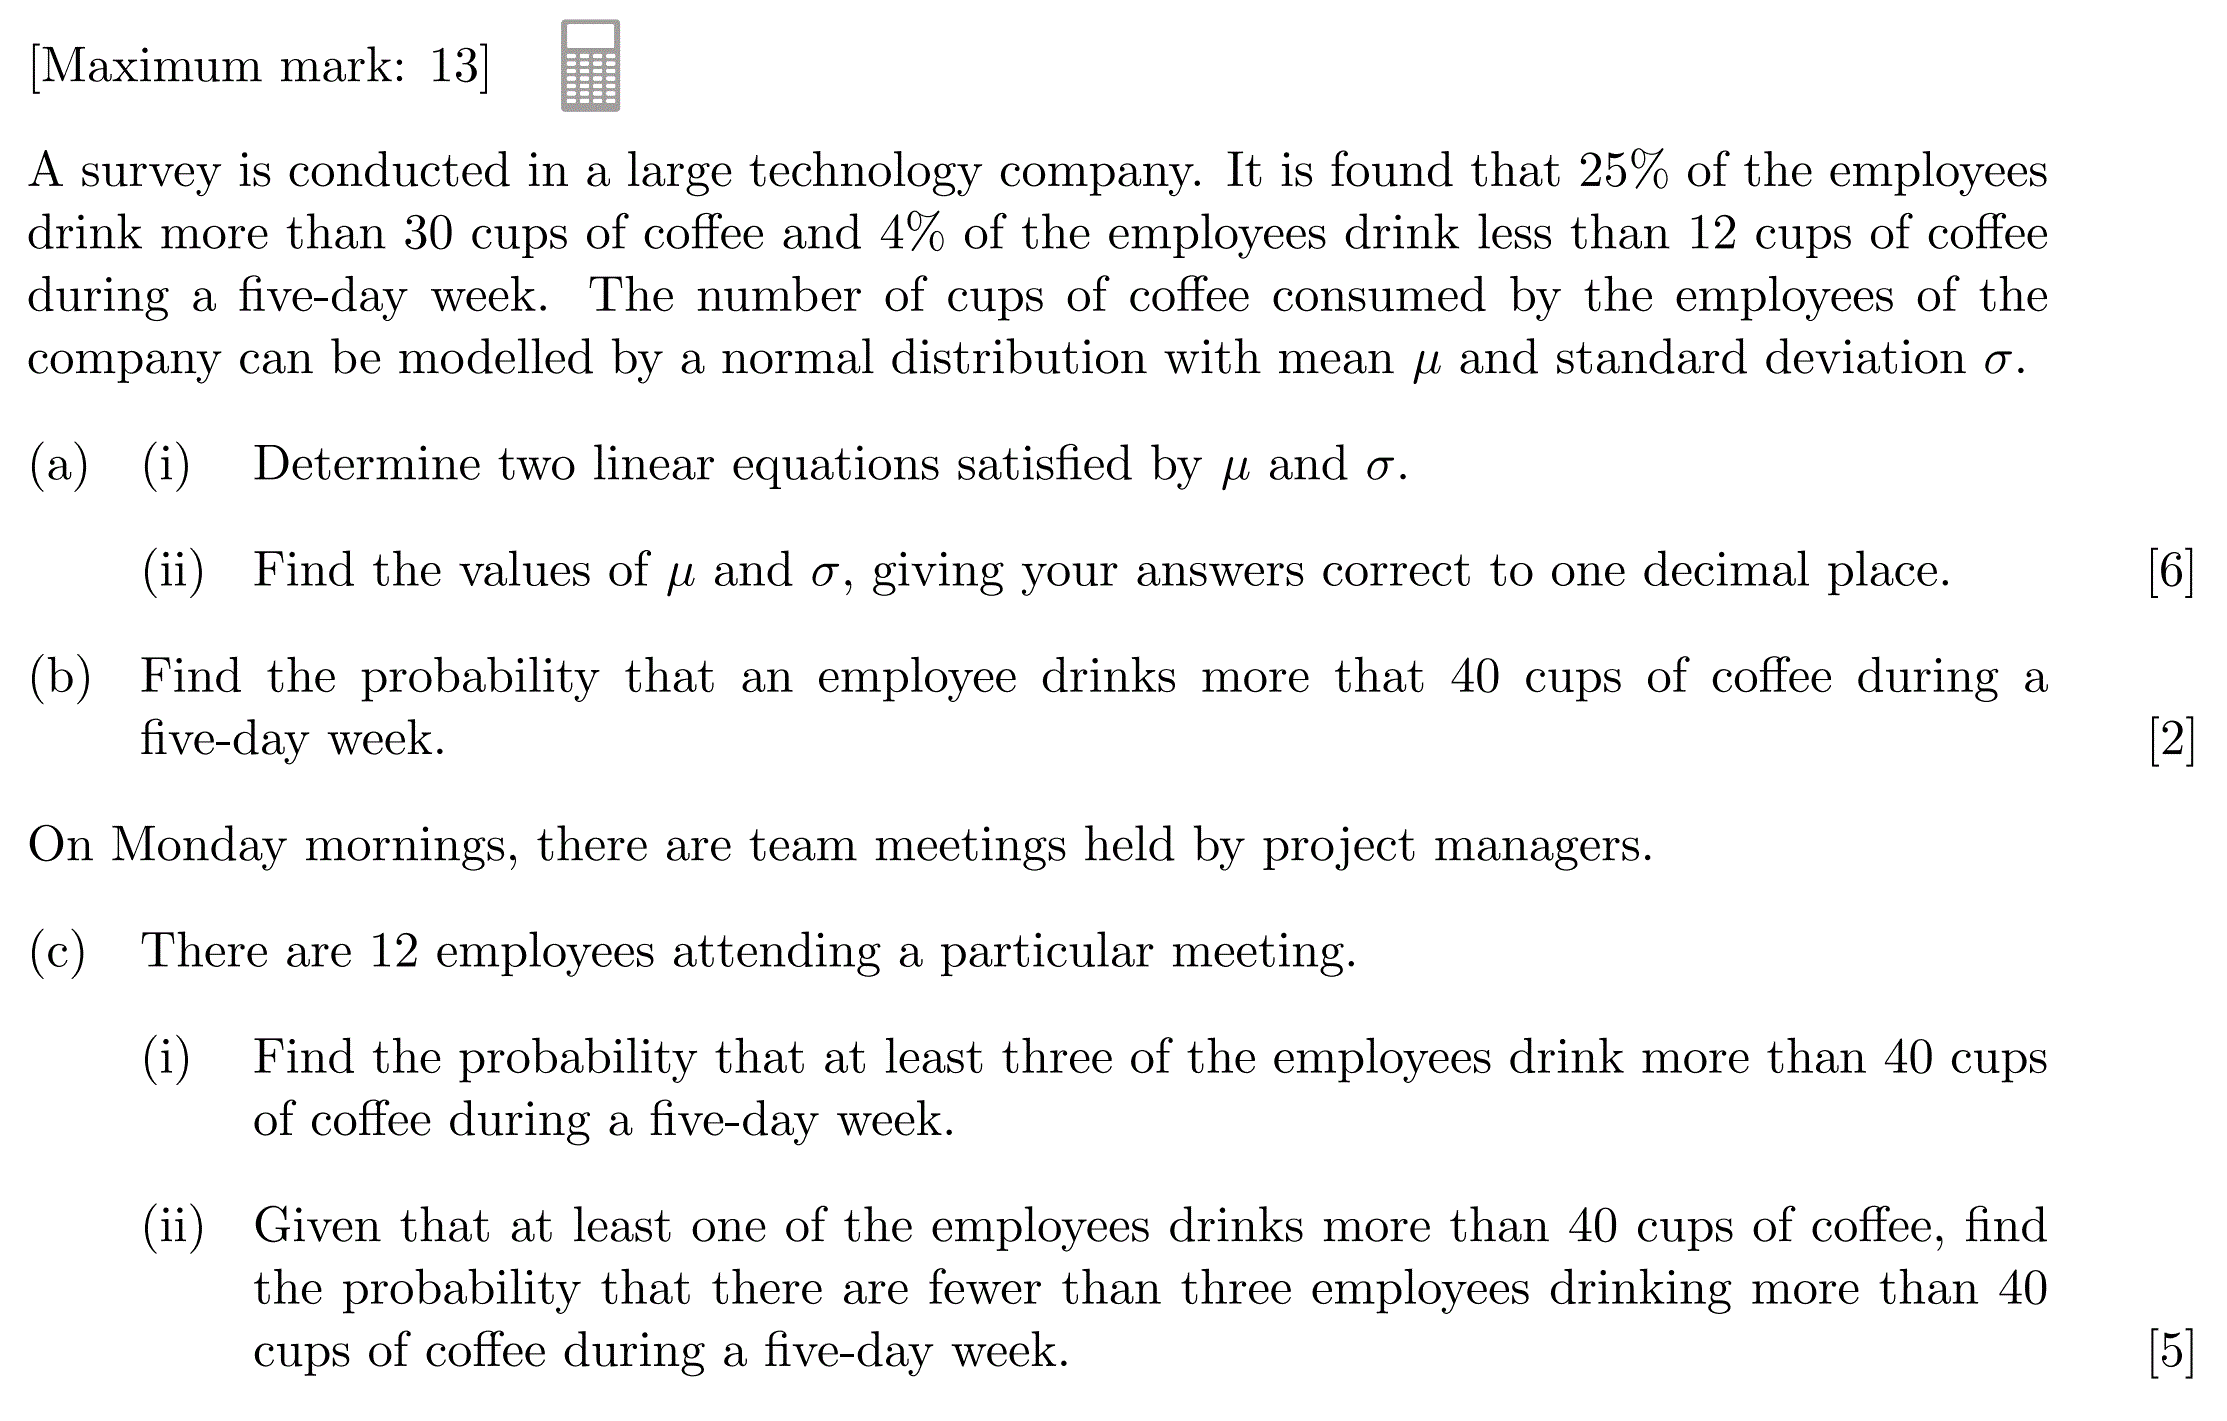 [Maximum mark: 13]
A survey is conducted in a large technology company. It is found that 25% of the employees
drink more than 30 cups of coffee and 4% of the employees drink less than 12 cups of coffee
during a five-day week. The number of cups of coffee consumed by the employees of the
company can be modelled by a normal distribution with mean μ and standard deviation σ.
(a) (i) Determine two linear equations satisfied by μ and σ.
(ii) Find the values of μ and σ, giving your answers correct to one decimal place. [6]
(b) Find the probability that an employee drinks more that 40 cups of coffee during a
five-day week. [2]
On Monday mornings, there are team meetings held by project managers.
(c) There are 12 employees attending a particular meeting.
(i) Find the probability that at least three of the employees drink more than 40 cups
of coffee during a five-day week.
(ii) Given that at least one of the employees drinks more than 40 cups of coffee, find
the probability that there are fewer than three employees drinking more than 40
cups of coffee during a five-day week. [5]